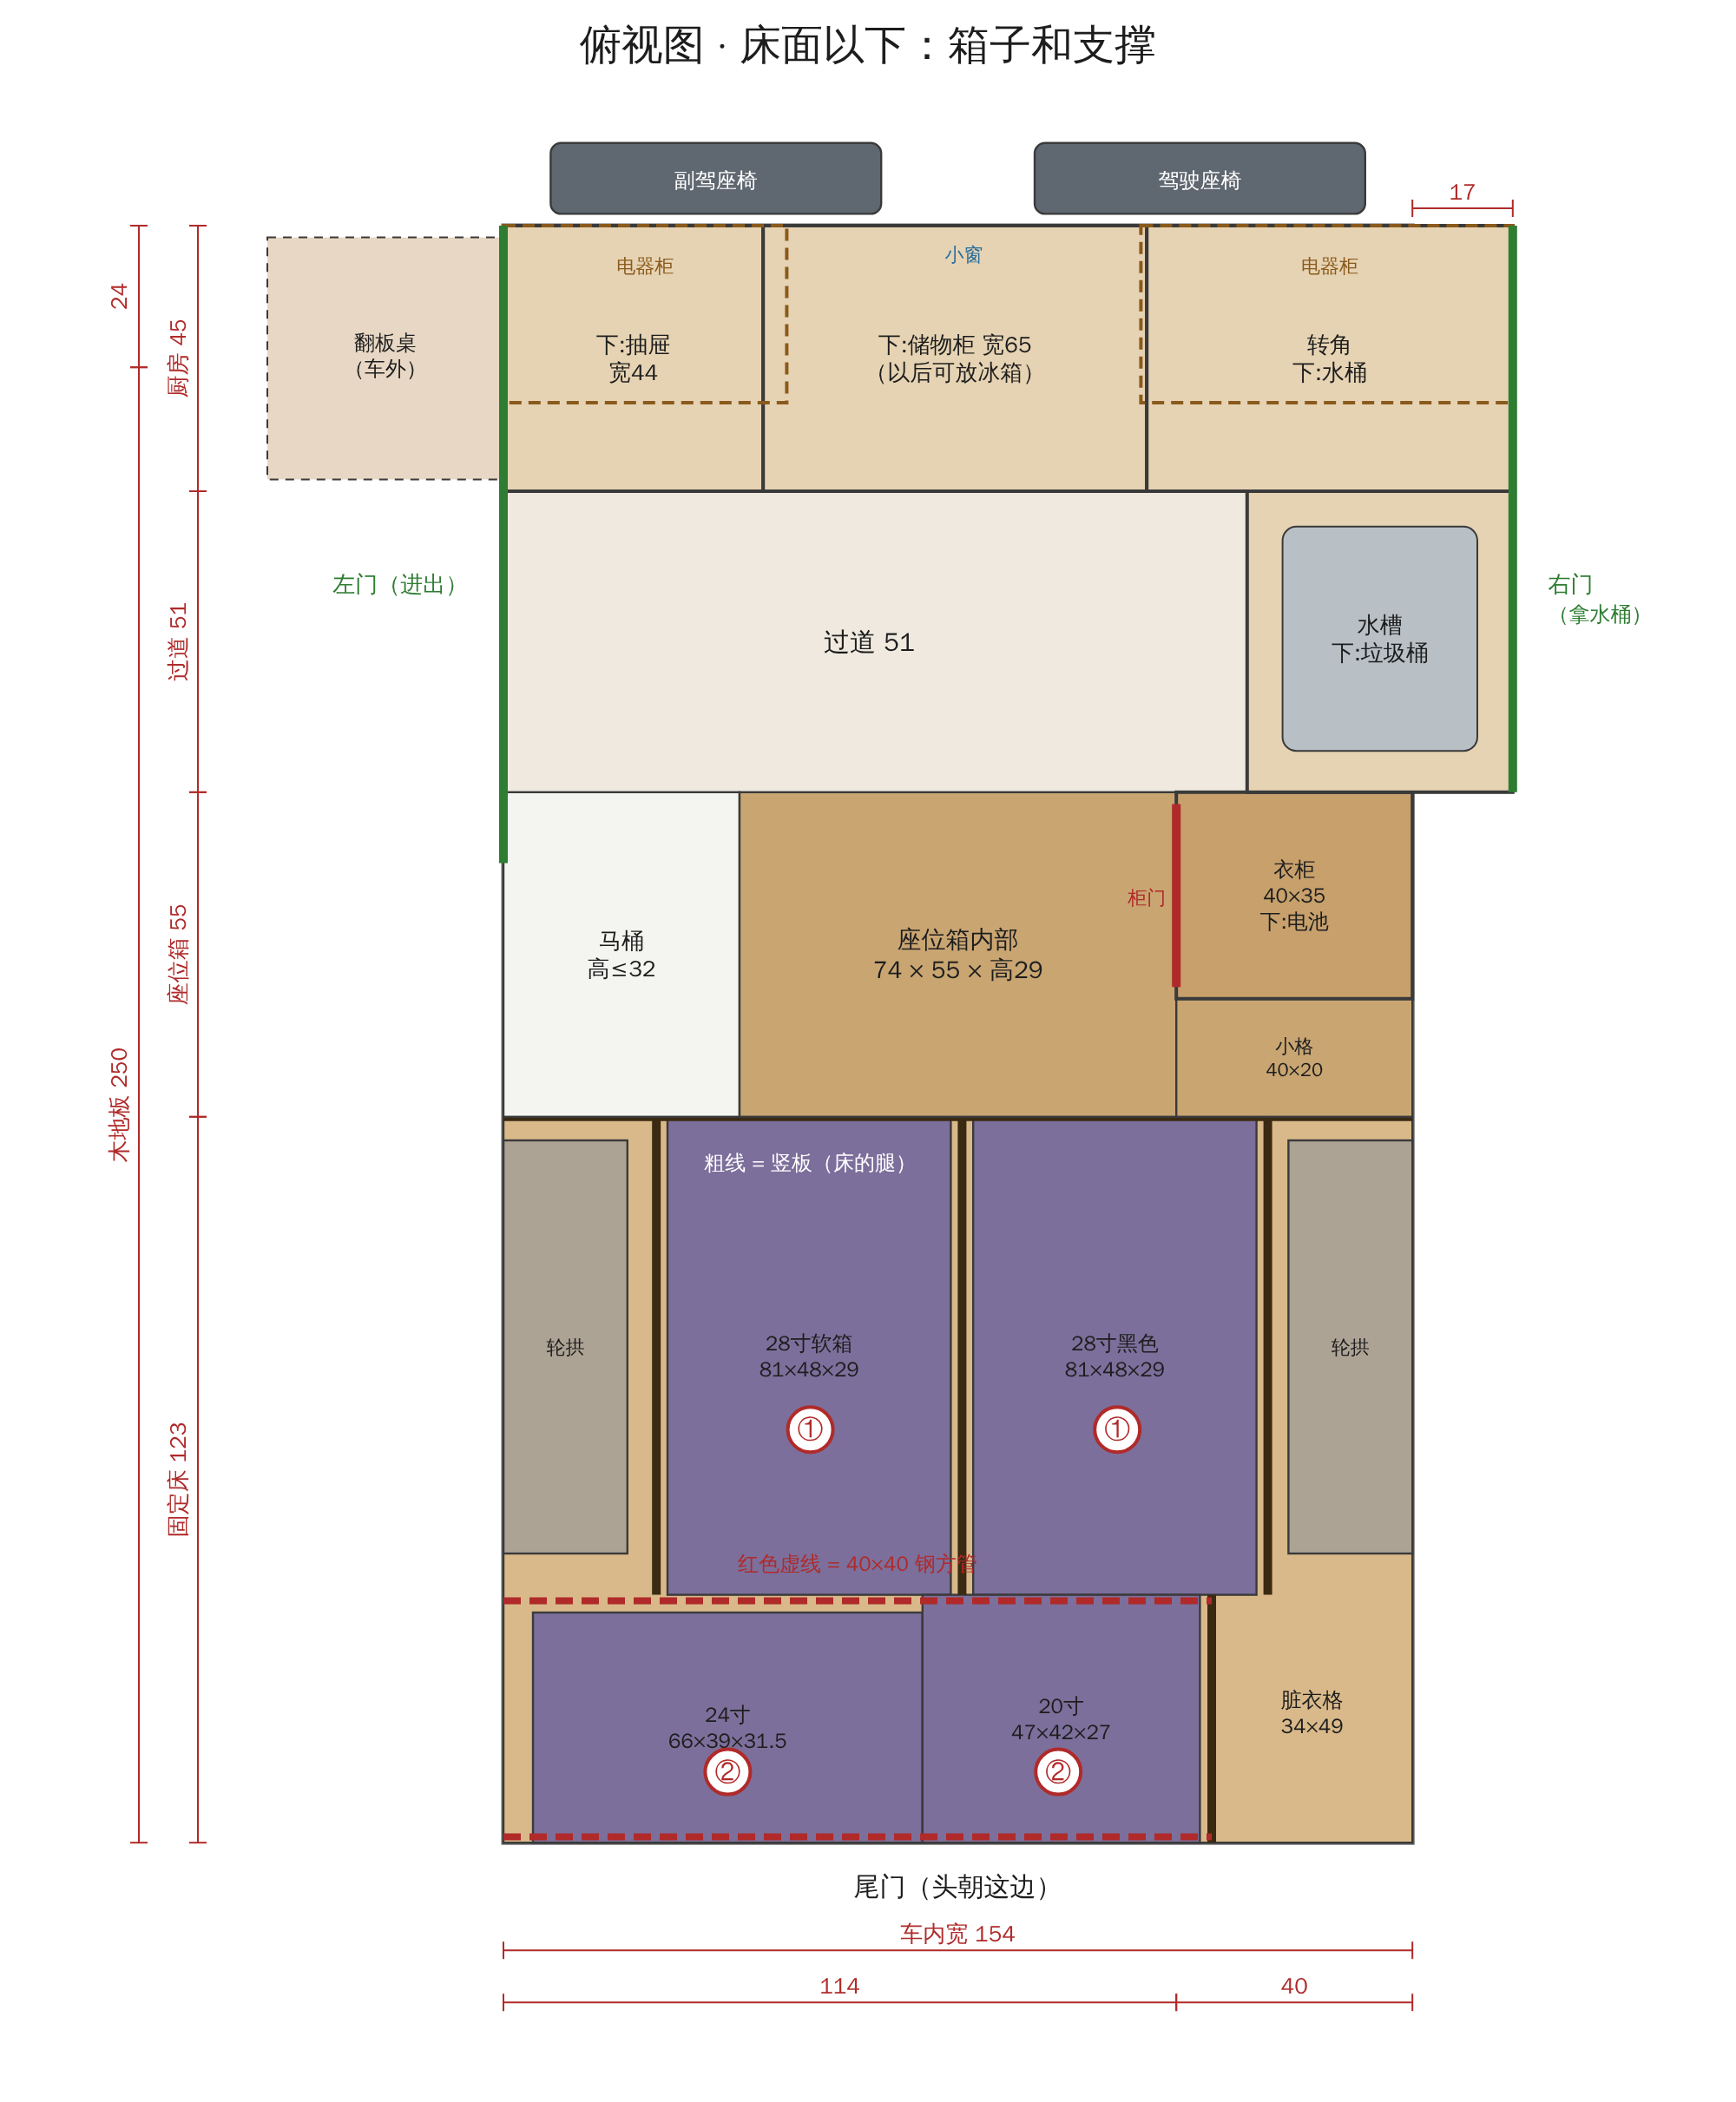 俯视图 · 床面以下：箱子和支撑
副驾座椅
驾驶座椅
17
24
厨房 45
翻板桌
（车外）
电器柜
小窗
电器柜
下:抽屉
宽44
下:储物柜 宽65
（以后可放冰箱）
转角
下:水桶
左门（进出）
过道 51
过道 51
水槽
下:垃圾桶
右门
（拿水桶）
座位箱 55
马桶
高≤32
座位箱内部
74 × 55 × 高29
柜门
衣柜
40×35
下:电池
小格
40×20
木地板 250
粗线 = 竖板（床的腿）
轮拱
28寸软箱
81×48×29
①
28寸黑色
81×48×29
①
轮拱
固定床 123
红色虚线 = 40×40 钢方管
24寸
66×39×31.5
②
20寸
47×42×27
②
脏衣格
34×49
尾门（头朝这边）
车内宽 154
114
40